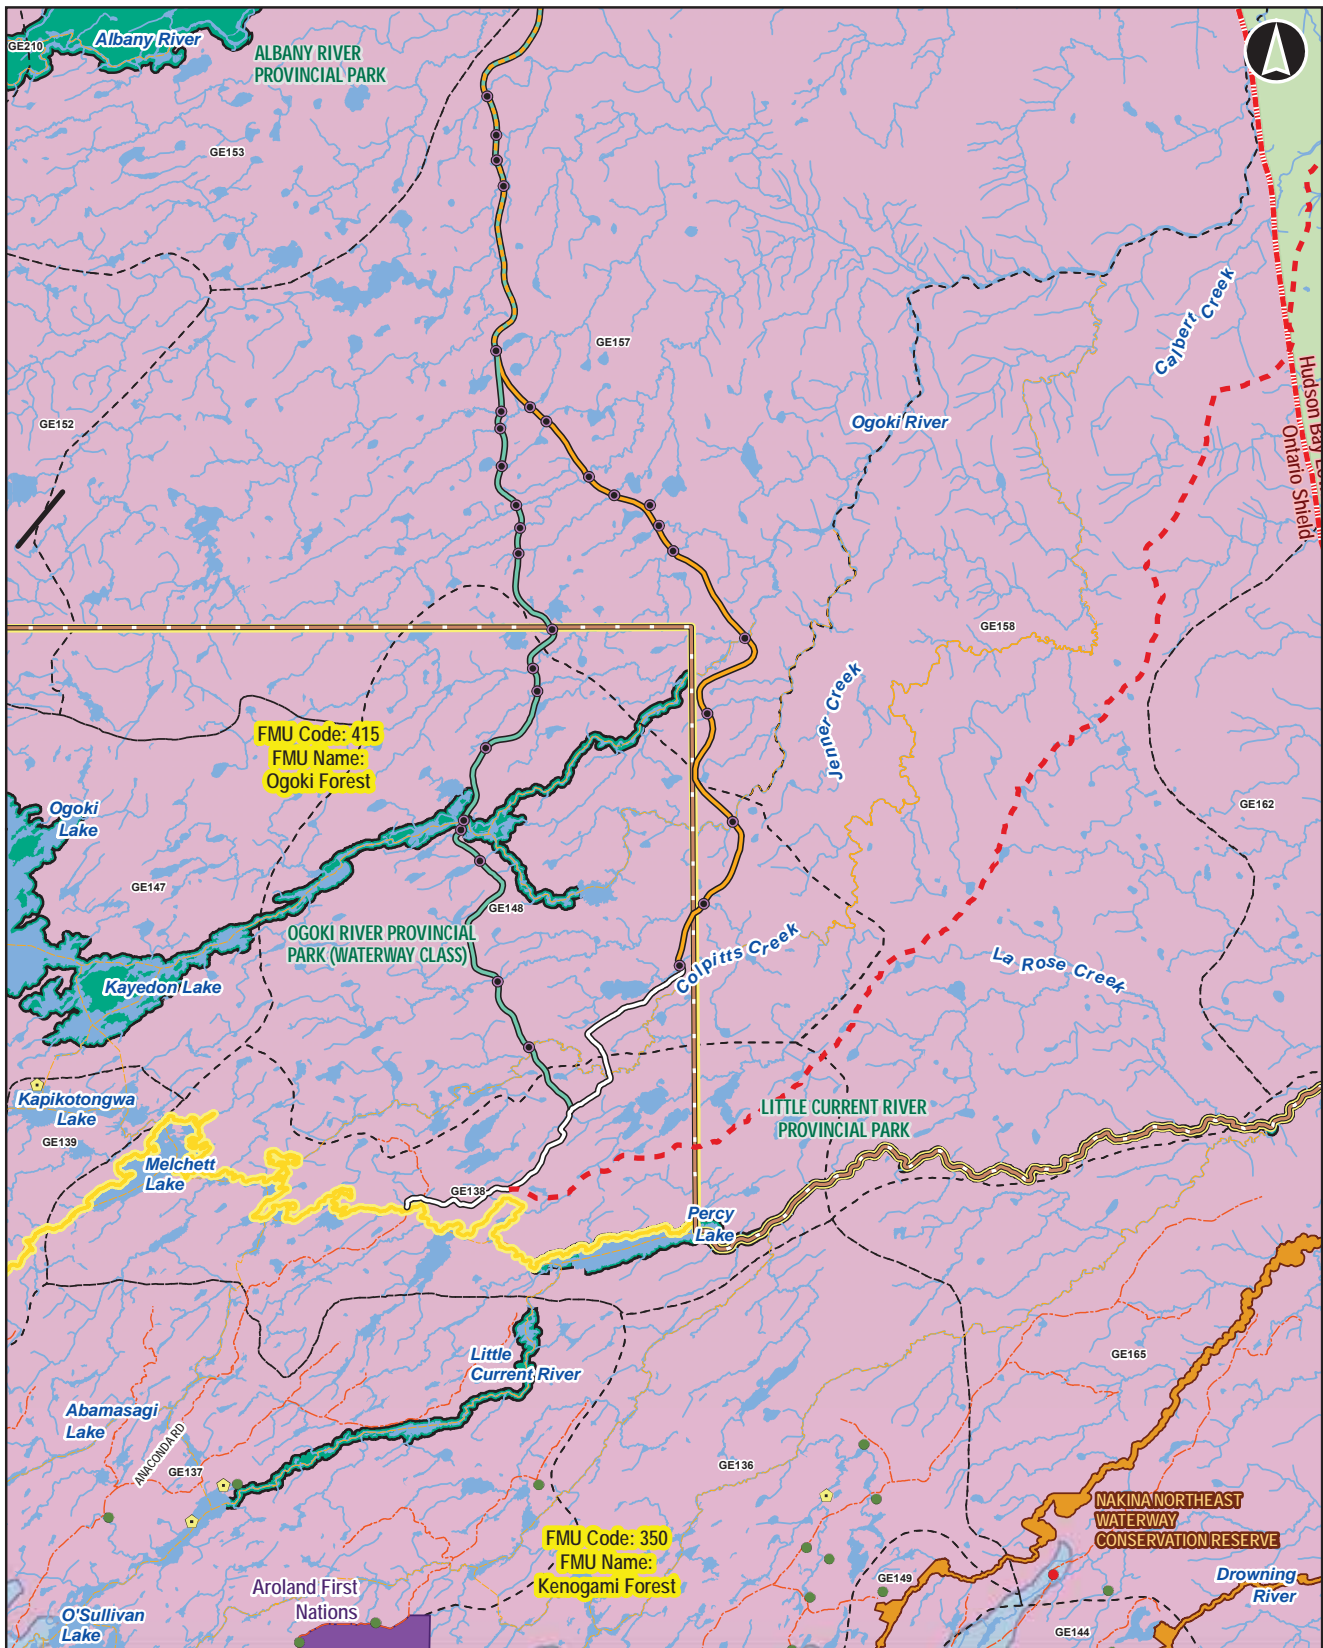 GE210
Albany River
ALBANY RIVER
PROVINCIAL PARK
GE153
Calbert Creek
GE157
Hudson Bay
Ontario Shield
GE152
Ogoki River
GE158
Jenner Creek
FMU Code: 415
FMU Name:
Ogoki Forest
Ogoki
Lake
GE162
GE147
GE148
OGOKI RIVER PROVINCIAL
PARK (WATERWAY CLASS)
Colpitts Creek
La Rose Creek
Kayedon Lake
Kapikotongwa
Lake
LITTLE CURRENT RIVER
PROVINCIAL PARK
GE139
Melchett
Lake
GE138
Percy
Lake
Little
Current River
GE165
Abamasagi
Lake
ANACONDA RD
GE137
GE136
NAKINA NORTHEAST
WATERWAY
CONSERVATION RESERVE
FMU Code: 350
FMU Name:
Kenogami Forest
Aroland First
Nations
GE149
Drowning
River
O'Sullivan
Lake
GE144